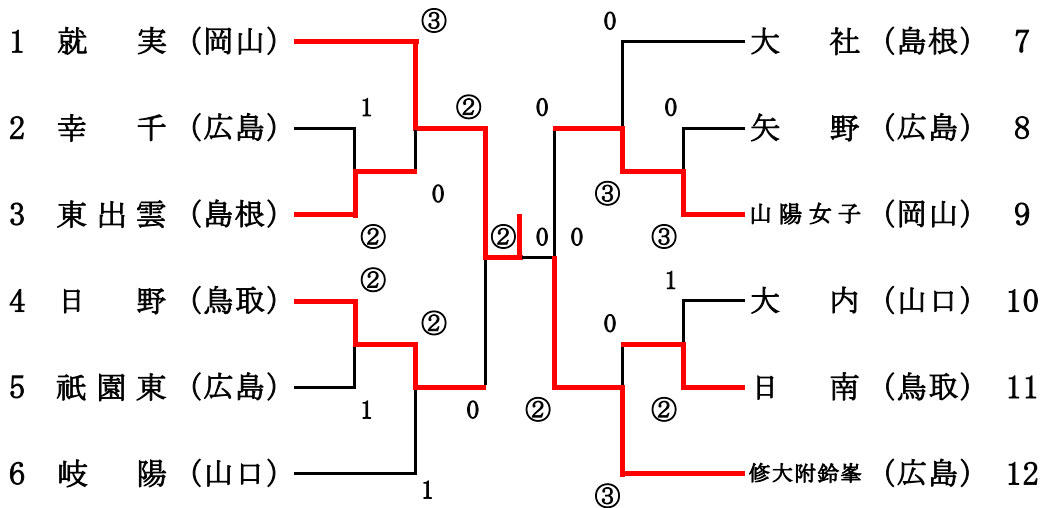 ③ 0
1 就 実 (岡山) 大 社 (島根) 7
1 ② 0 0
2 幸 千 (広島) 矢 野 (広島) 8
0 ③
3 東出雲 (島根) 山陽女子 (岡山) 9
② ② 0 0 ③
② 1
4 日 野 (鳥取) 大 内 (山口) 10
② 0
5 祇園東 (広島) 日 南 (鳥取) 11
1 0 ② ②
6 岐 陽 (山口) 修大附鈴峯 (広島) 12
1 ③